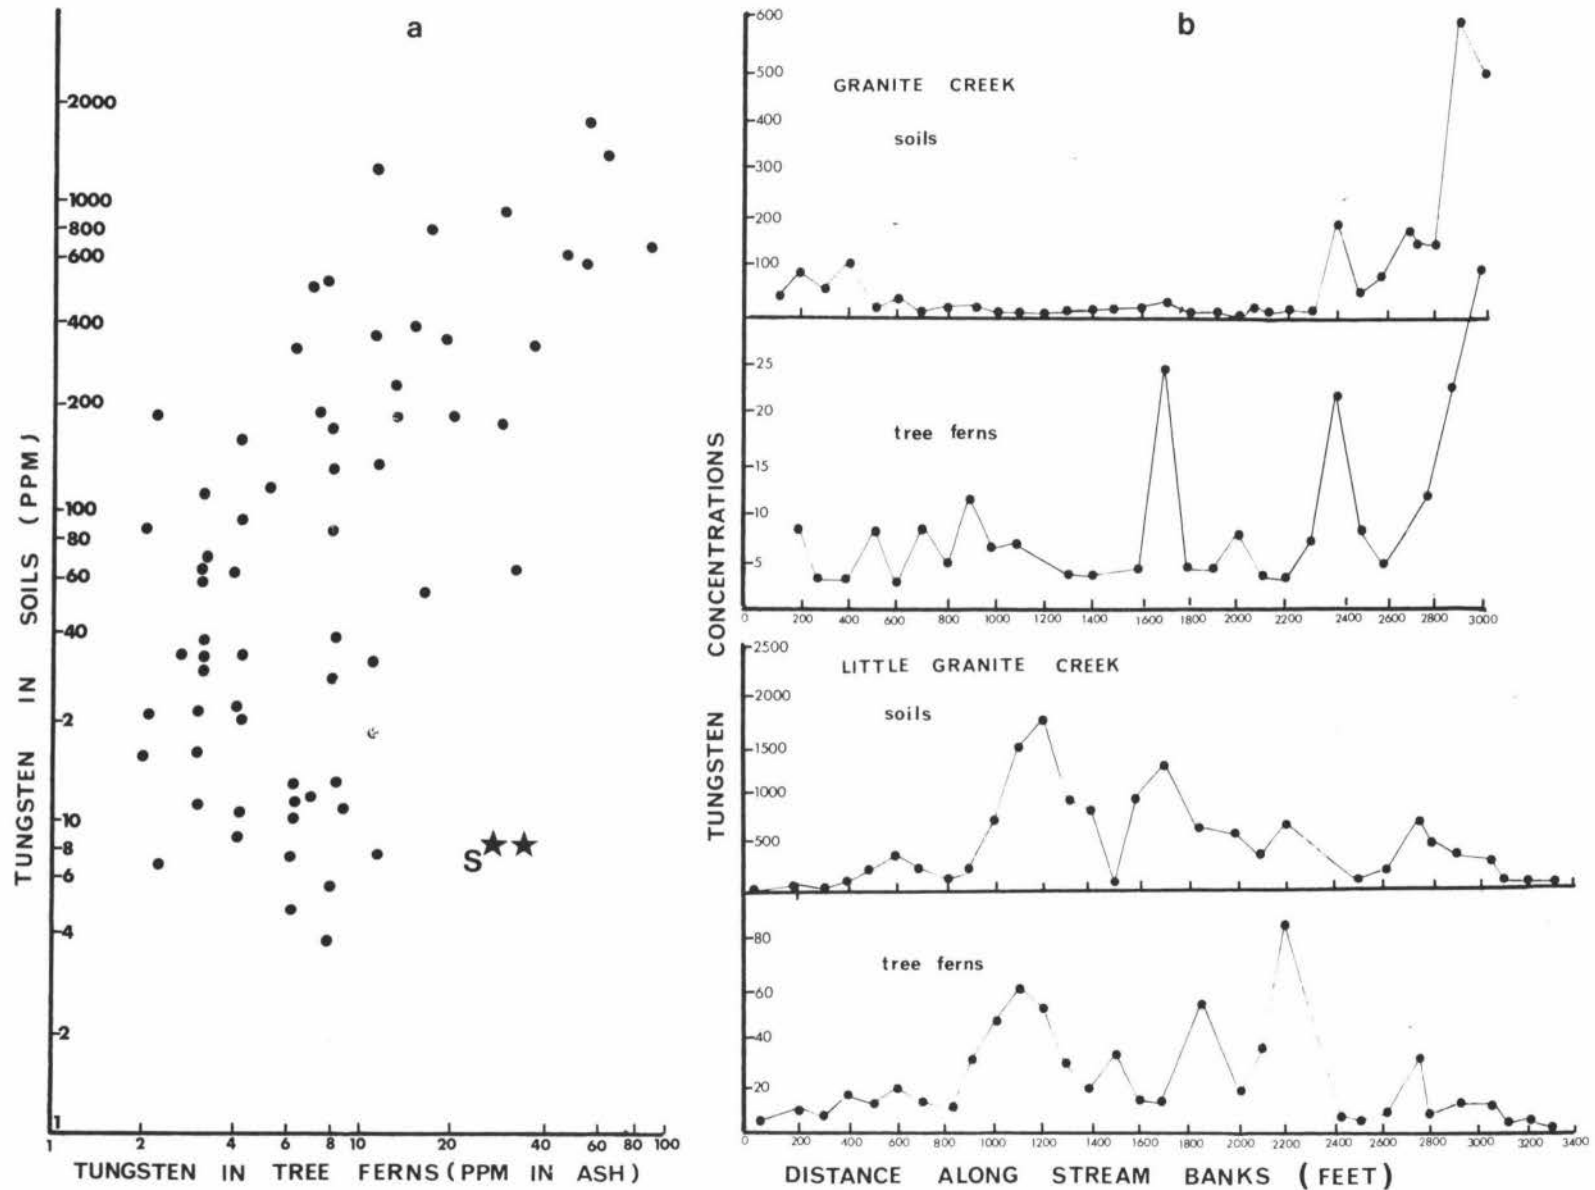 a
2000
1000
800
600
400
200
100
80
60
40
2
10
8
6
4
2
1
TUNGSTEN IN SOILS (PPM)
S
1 2 4 6 8 10 20 40 60 80 100
TUNGSTEN IN TREE FERNS (PPM IN ASH)
b
TUNGSTEN CONCENTRATIONS
600
500
400
300
200
100
GRANITE CREEK
soils
25
20
15
10
5
tree ferns
200 400 600 800 1000 1200 1400 1600 1800 2000 2200 2400 2600 2800 3000
2500
2000
1500
1000
500
LITTLE GRANITE CREEK
soils
80
60
40
20
tree ferns
200 400 600 800 1000 1200 1400 1600 1800 2000 2200 2400 2600 2800 3000 3200 3400
DISTANCE ALONG STREAM BANKS (FEET)